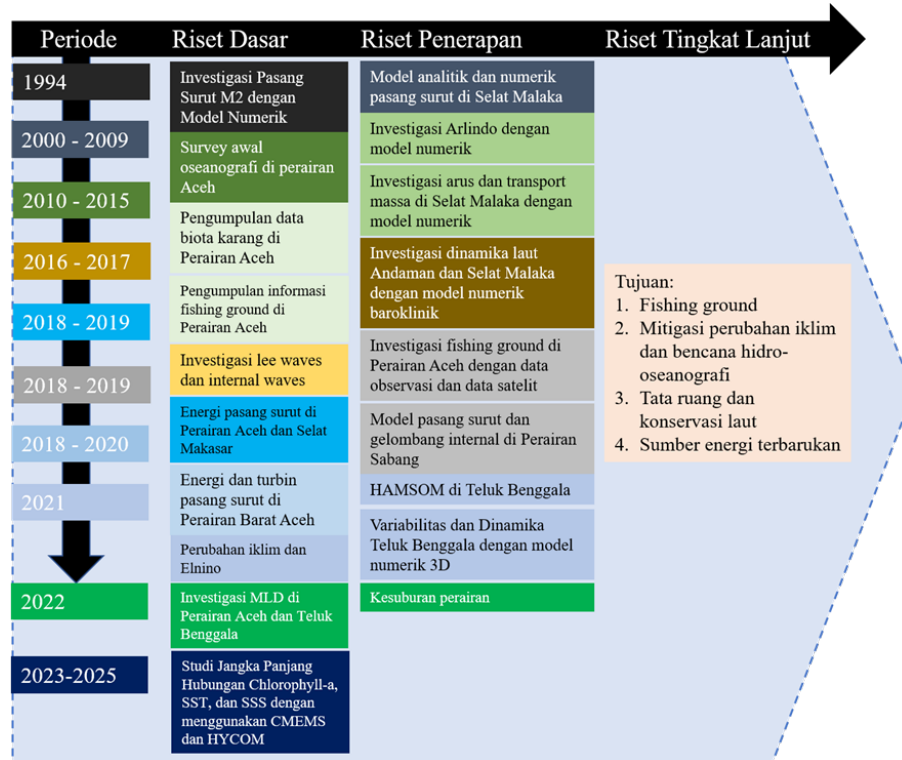 Periode
Riset Dasar
Riset Penerapan
Riset Tingkat Lanjut
1994
2000 - 2009
2010 - 2015
2016 - 2017
2018 - 2019
2018 - 2019
2018 - 2020
2021
2022
2023-2025
Investigasi Pasang
Surut M2 dengan
Model Numerik
Survey awal
oseanografi di perairan
Aceh
Pengumpulan data
biota karang di
Perairan Aceh
Pengumpulan informasi
fishing ground di
Perairan Aceh
Investigasi lee waves
dan internal waves
Energi pasang surut di
Perairan Aceh dan Selat
Makasar
Energi dan turbin
pasang surut di
Perairan Barat Aceh
Perubahan iklim dan
Elnino
Investigasi MLD di
Perairan Aceh dan Teluk
Benggala
Studi Jangka Panjang
Hubungan Chlorophyll-a,
SST, dan SSS dengan
menggunakan CMEMS
dan HYCOM
Model analitik dan numerik
pasang surut di Selat Malaka
Investigasi Arlindo dengan
model numerik
Investigasi arus dan transport
massa di Selat Malaka dengan
model numerik
Investigasi dinamika laut
Andaman dan Selat Malaka
dengan model numerik
baroklinik
Investigasi fishing ground di
Perairan Aceh dengan data
observasi dan data satelit
Model pasang surut dan
gelombang internal di Perairan
Sabang
HAMSOM di Teluk Benggala
Variabilitas dan Dinamika
Teluk Benggala dengan model
numerik 3D
Kesuburan perairan
Tujuan:
1. Fishing ground
2. Mitigasi perubahan iklim
dan bencana hidro-
oseanografi
3. Tata ruang dan
konservasi laut
4. Sumber energi terbarukan